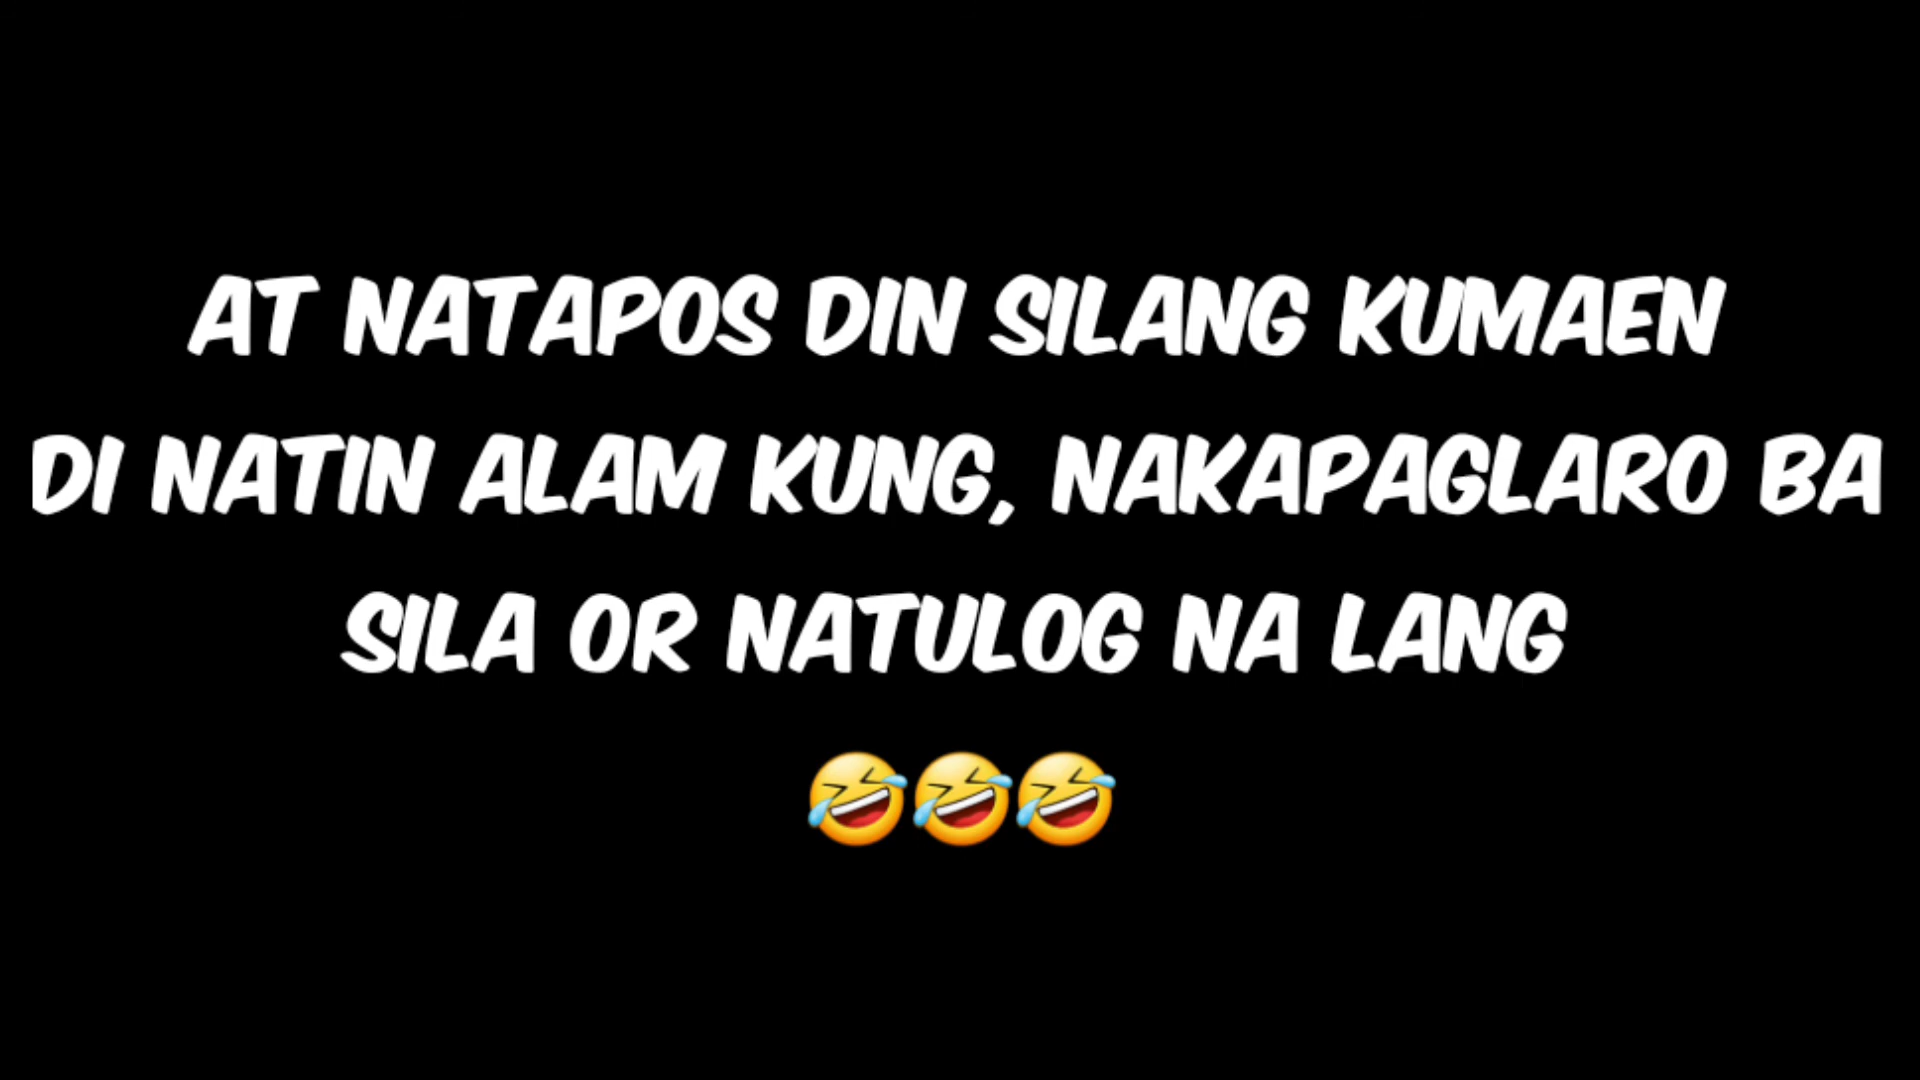 AT NATAPOS DIN SILANG KUMAEN
DI NATIN ALAM KUNG, NAKAPAGLARO BA
SILA OR NATULOG NA LANG
🤣🤣🤣